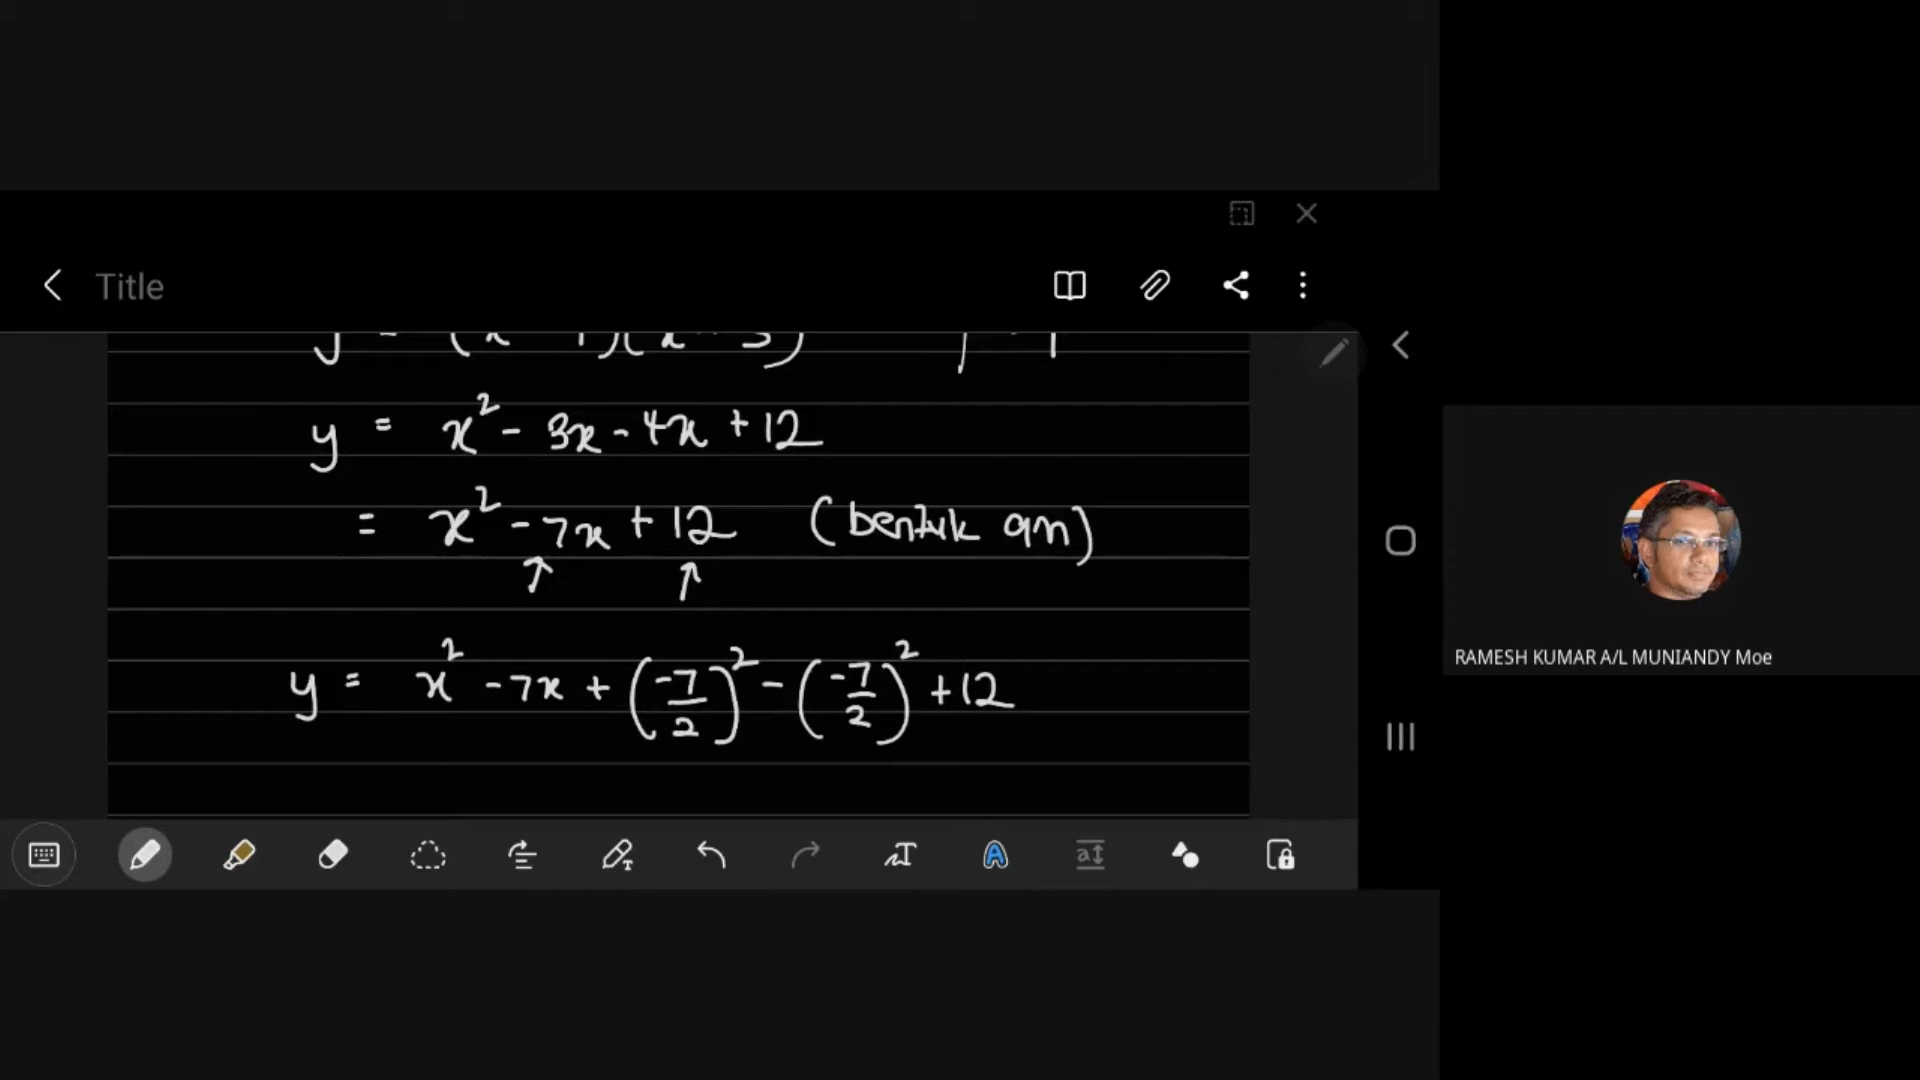 Title
y = x² - 3x - 4x + 12
= x² - 7x + 12 (bentuk am)
↑ ↑
y = x² - 7x + (-7/2)² - (-7/2)² + 12
RAMESH KUMAR A/L MUNIANDY Moe